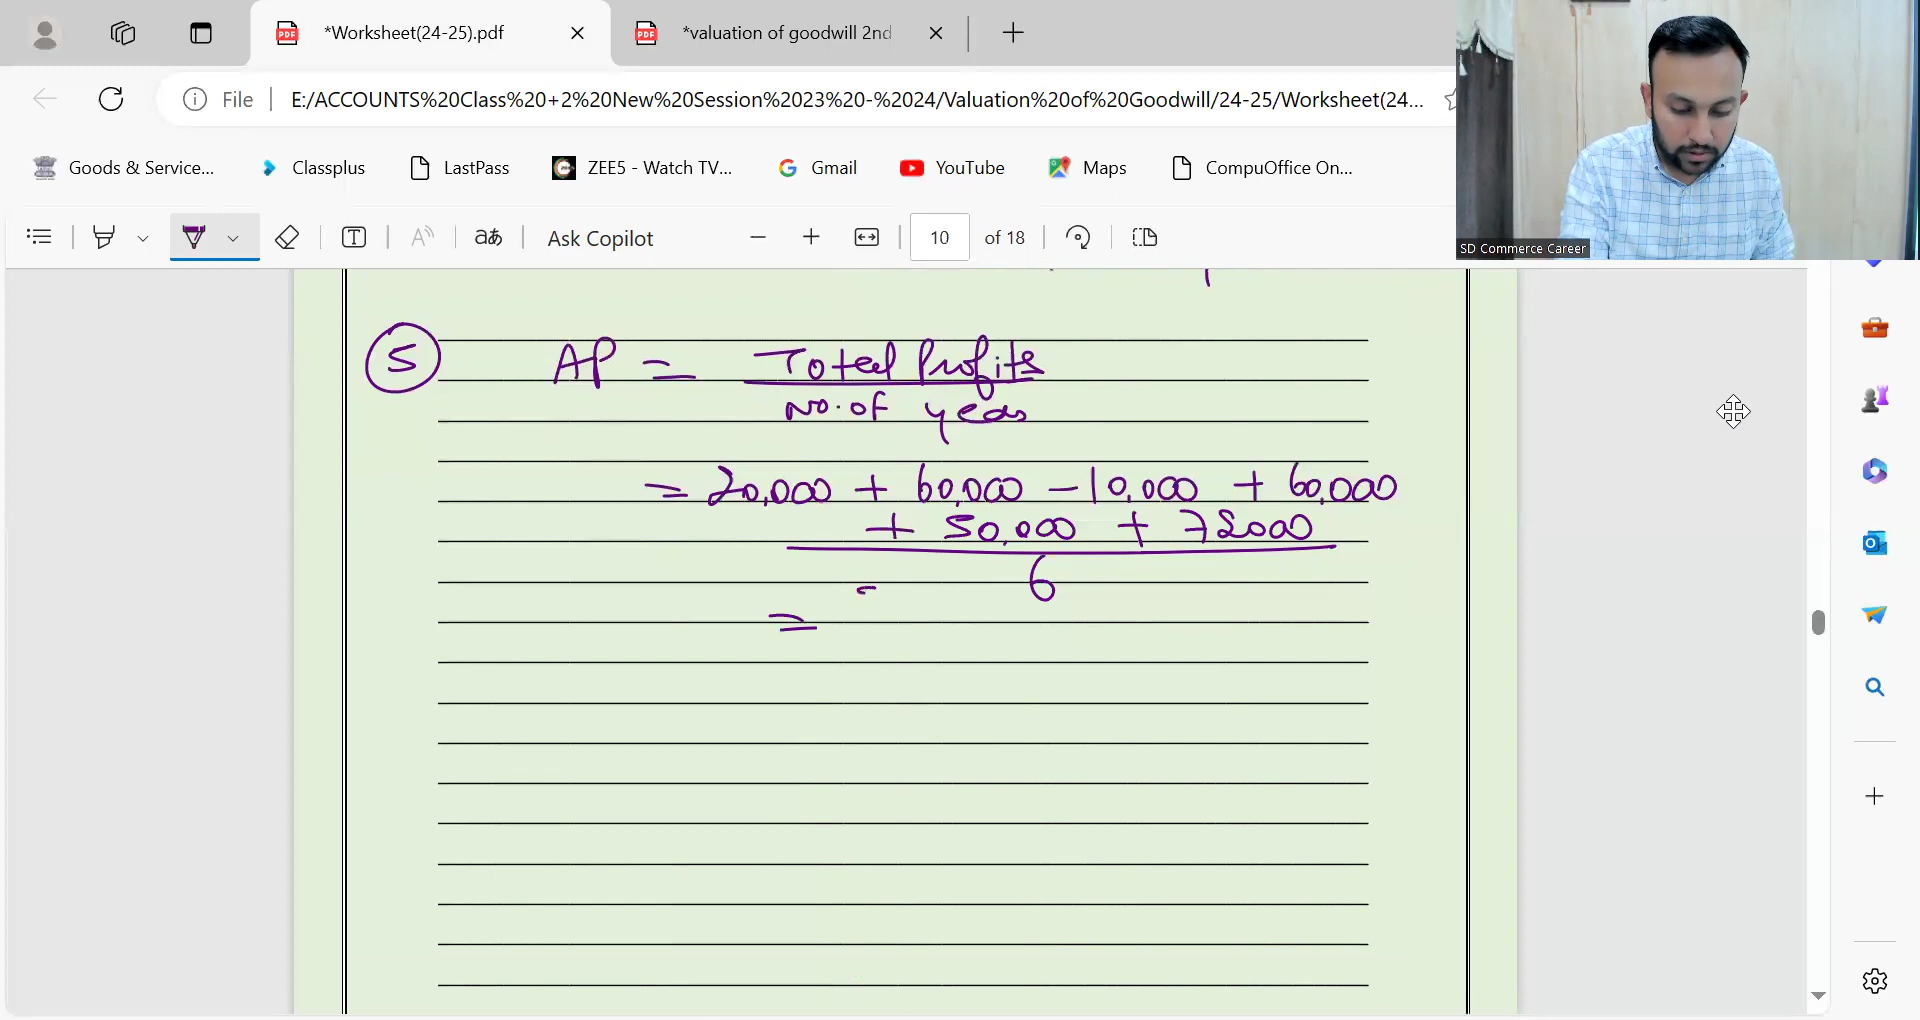 *Worksheet(24-25).pdf
*valuation of goodwill 2nd
File
E:/ACCOUNTS%20Class%20+2%20New%20Session%2023%20-%2024/Valuation%20of%20Goodwill/24-25/Worksheet(24...
Goods & Service...
Classplus
LastPass
ZEE5 - Watch TV...
Gmail
YouTube
Maps
CompuOffice On...
Ask Copilot
10 of 18
SD Commerce Career
5 AP = Total Profits
No. of years
= 20,000 + 60,000 - 10,000 + 60,000
+ 50,000 + 72000
6
=